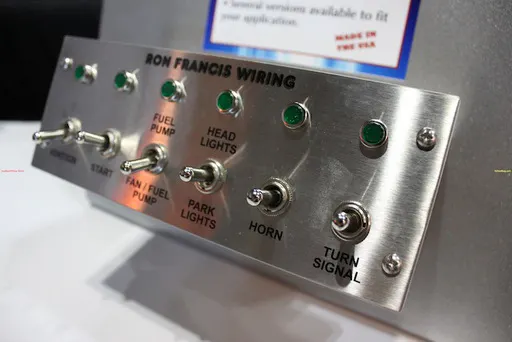 • Several versions available to fit
your application.
MADE IN
THE USA
RON FRANCIS WIRING
FUEL
PUMP
HEAD
LIGHTS
IGNITION
START
FAN / FUEL
PUMP
PARK
LIGHTS
HORN
TURN
SIGNAL